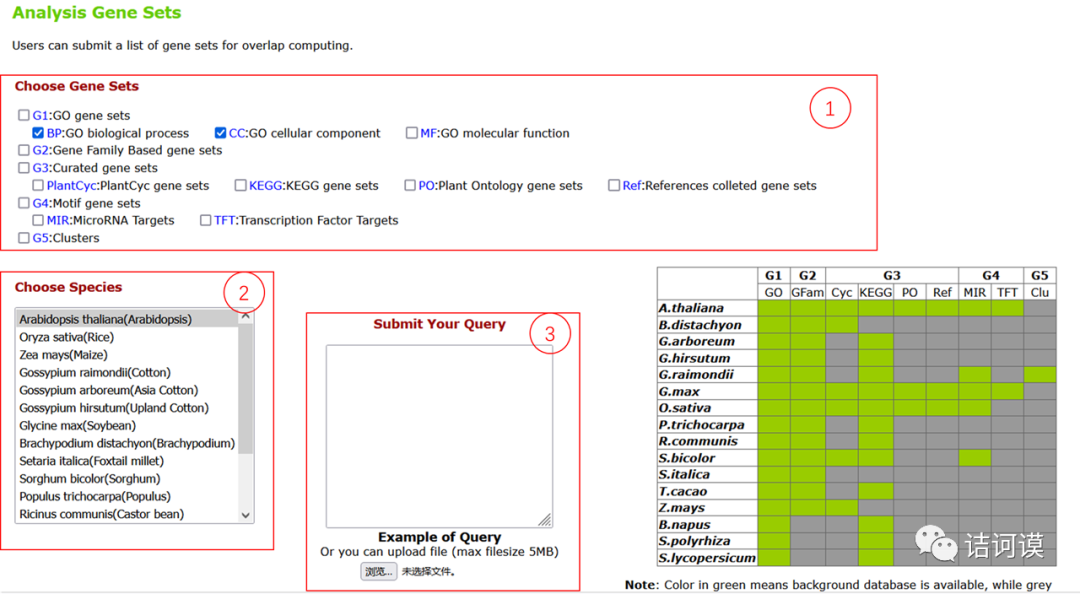 Analysis Gene Sets
Users can submit a list of gene sets for overlap computing.
Choose Gene Sets
1
G1:GO gene sets
BP:GO biological process CC:GO cellular component MF:GO molecular function
G2:Gene Family Based gene sets
G3:Curated gene sets
PlantCyc:PlantCyc gene sets KEGG:KEGG gene sets PO:Plant Ontology gene sets Ref:References colleted gene sets
G4:Motif gene sets
MIR:MicroRNA Targets TFT:Transcription Factor Targets
G5:Clusters
Choose Species
2
Arabidopsis thaliana(Arabidopsis)
Oryza sativa(Rice)
Zea mays(Maize)
Gossypium raimondii(Cotton)
Gossypium arboreum(Asia Cotton)
Gossypium hirsutum(Upland Cotton)
Glycine max(Soybean)
Brachypodium distachyon(Brachypodium)
Setaria italica(Foxtail millet)
Sorghum bicolor(Sorghum)
Populus trichocarpa(Populus)
Ricinus communis(Castor bean)
Submit Your Query
3
Example of Query
Or you can upload file (max filesize 5MB)
浏览... 未选择文件。
G1 G2 G3 G4 G5
GO GFam Cyc KEGG PO Ref MIR TFT Clu
A.thaliana
B.distachyon
G.arboreum
G.hirsutum
G.raimondii
G.max
O.sativa
P.trichocarpa
R.communis
S.bicolor
S.italica
T.cacao
Z.mays
B.napus
S.polyrhiza
S.lycopersicum
诘诃谟
Note: Color in green means background database is available, while grey